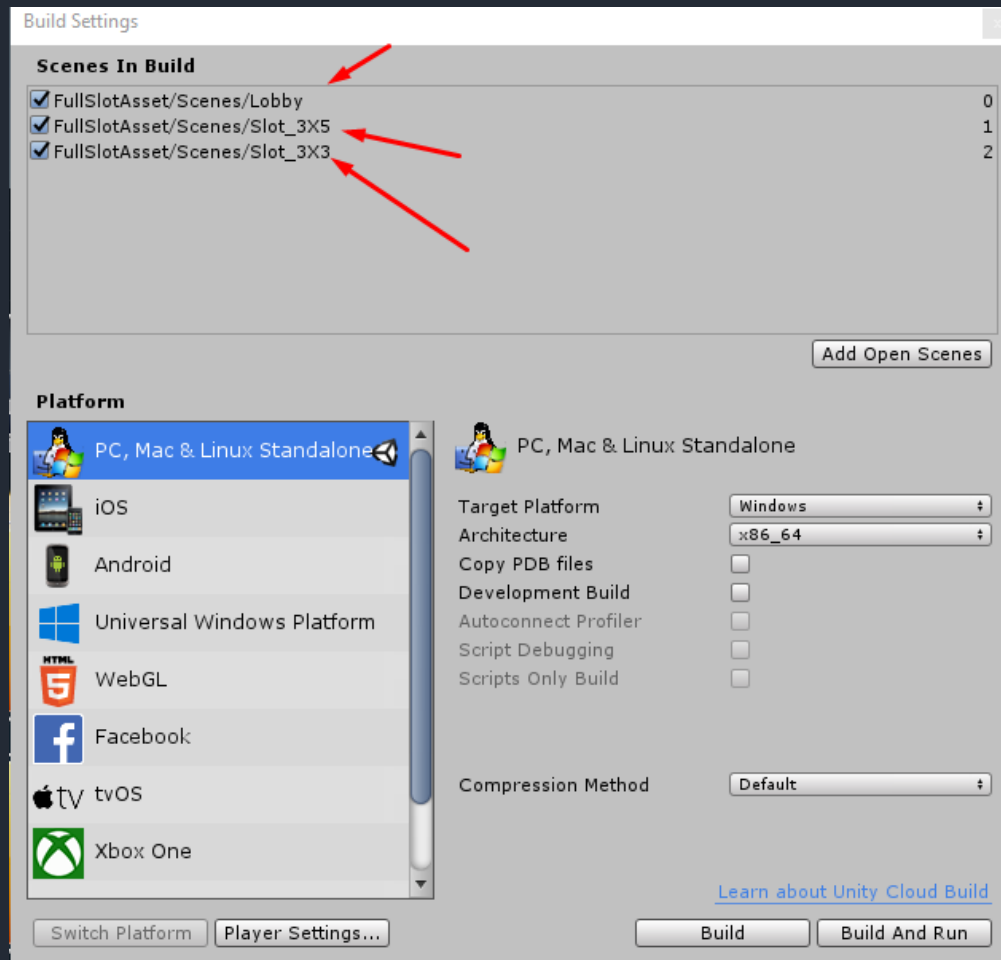 Build Settings
Scenes In Build
FullSlotAsset/Scenes/Lobby 0
FullSlotAsset/Scenes/Slot_3X5 1
FullSlotAsset/Scenes/Slot_3X3 2
Add Open Scenes
Platform
PC, Mac & Linux Standalone
iOS
Android
Universal Windows Platform
HTML
5
WebGL
f
Facebook
tv
tvOS
Xbox One
PC, Mac & Linux Standalone
Target Platform Windows
Architecture x86_64
Copy PDB files
Development Build
Autoconnect Profiler
Script Debugging
Scripts Only Build
Compression Method Default
Learn about Unity Cloud Build
Switch Platform
Player Settings...
Build
Build And Run